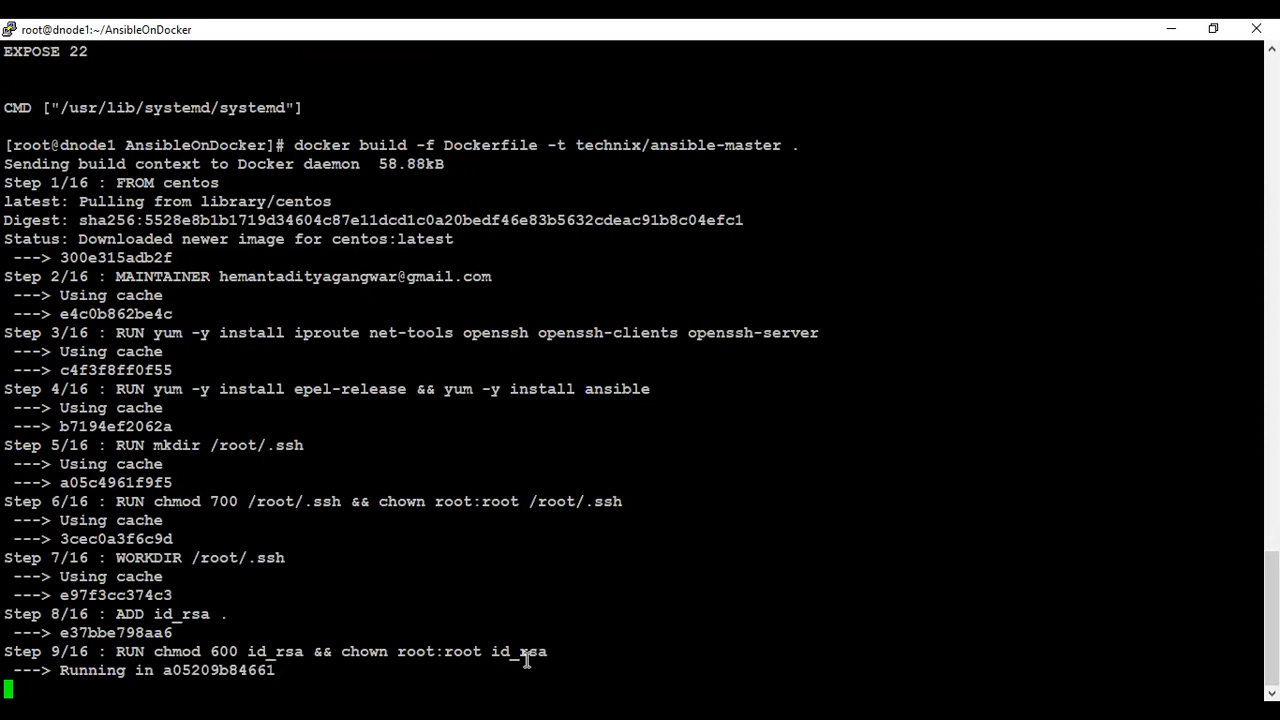 root@dnode1:~/AnsibleOnDocker
EXPOSE 22
CMD ["/usr/lib/systemd/systemd"]
[root@dnode1 AnsibleOnDocker]# docker build -f Dockerfile -t technix/ansible-master .
Sending build context to Docker daemon  58.88kB
Step 1/16 : FROM centos
latest: Pulling from library/centos
Digest: sha256:5528e8b1b1719d34604c87e11dcd1c0a20bedf46e83b5632cdeac91b8c04efc1
Status: Downloaded newer image for centos:latest
 ---> 300e315adb2f
Step 2/16 : MAINTAINER hemantadityagangwar@gmail.com
 ---> Using cache
 ---> e4c0b862be4c
Step 3/16 : RUN yum -y install iproute net-tools openssh openssh-clients openssh-server
 ---> Using cache
 ---> c4f3f8ff0f55
Step 4/16 : RUN yum -y install epel-release && yum -y install ansible
 ---> Using cache
 ---> b7194ef2062a
Step 5/16 : RUN mkdir /root/.ssh
 ---> Using cache
 ---> a05c4961f9f5
Step 6/16 : RUN chmod 700 /root/.ssh && chown root:root /root/.ssh
 ---> Using cache
 ---> 3cec0a3f6c9d
Step 7/16 : WORKDIR /root/.ssh
 ---> Using cache
 ---> e97f3cc374c3
Step 8/16 : ADD id_rsa .
 ---> e37bbe798aa6
Step 9/16 : RUN chmod 600 id_rsa && chown root:root id_rsa
 ---> Running in a05209b84661